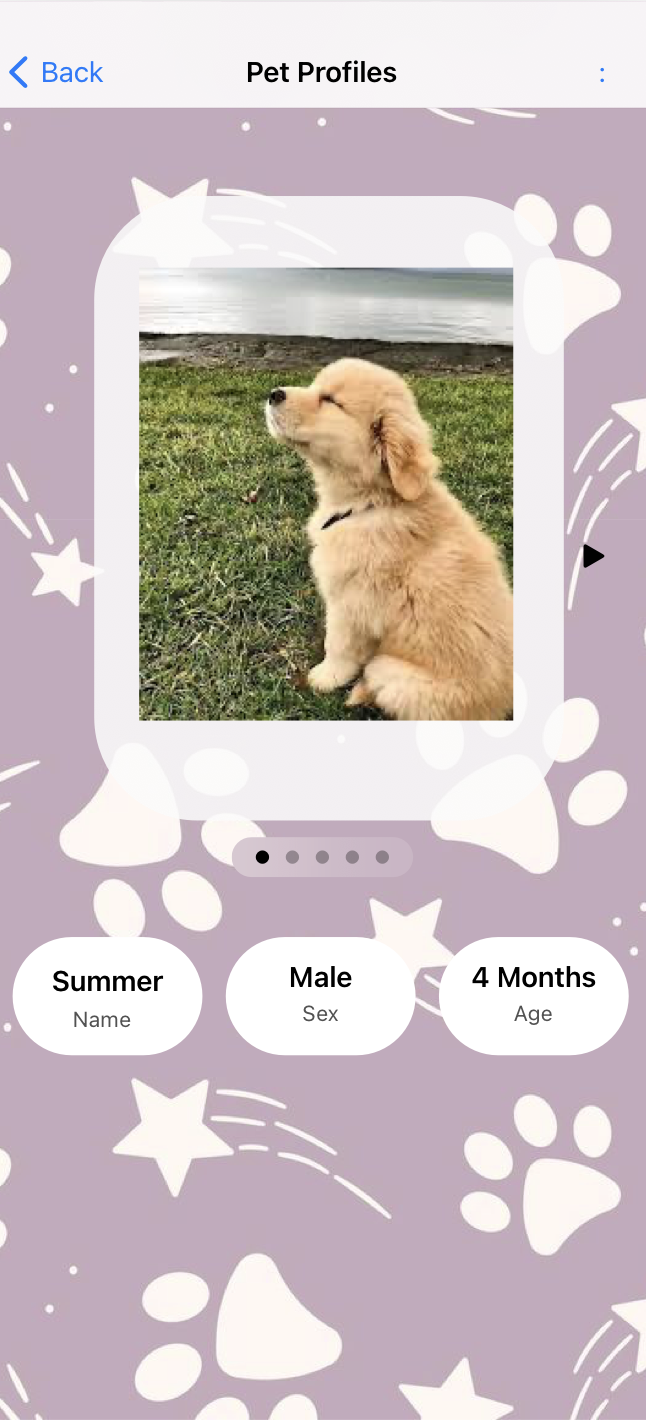 Back
Pet Profiles
:
Summer
Name
Male
Sex
4 Months
Age